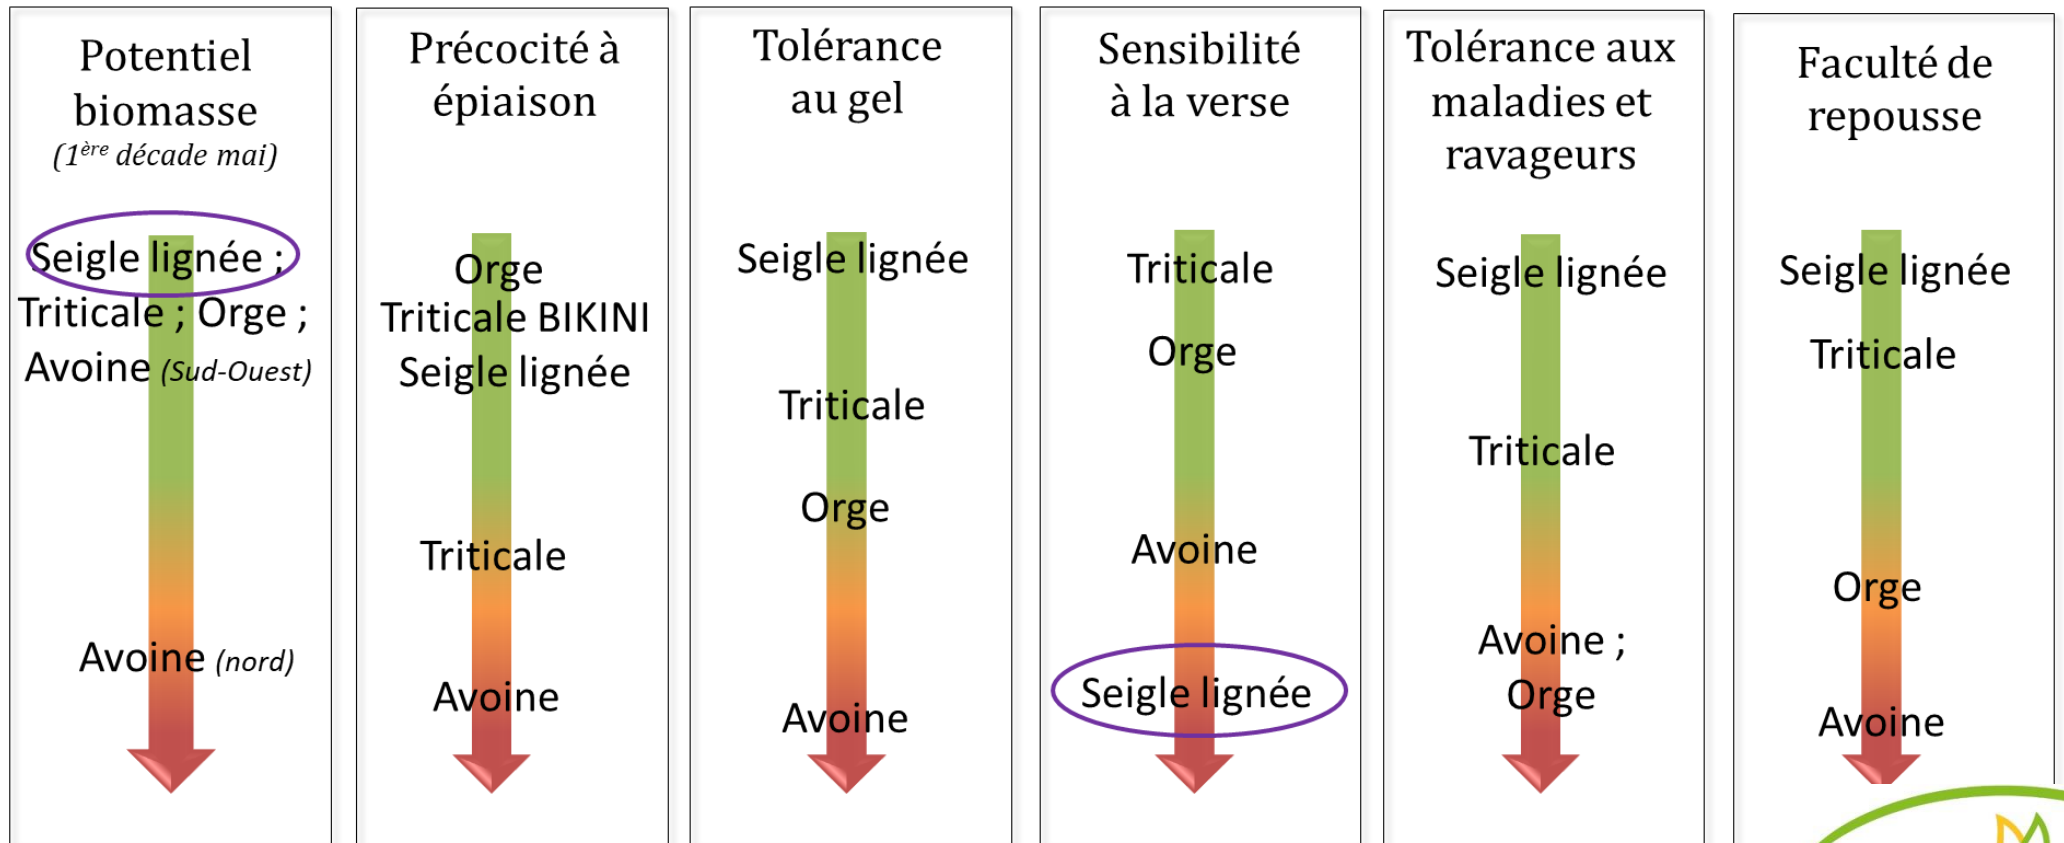 Potentiel
biomasse
(1ère décade mai)
Seigle lignée ;
Triticale ; Orge ;
Avoine (Sud-Ouest)
Avoine (nord)
Précocité à
épiaison
Orge
Triticale BIKINI
Seigle lignée
Triticale
Avoine
Tolérance
au gel
Seigle lignée
Triticale
Orge
Avoine
Sensibilité
à la verse
Triticale
Orge
Avoine
Seigle lignée
Tolérance aux
maladies et
ravageurs
Seigle lignée
Triticale
Avoine ;
Orge
Faculté de
repousse
Seigle lignée
Triticale
Orge
Avoine